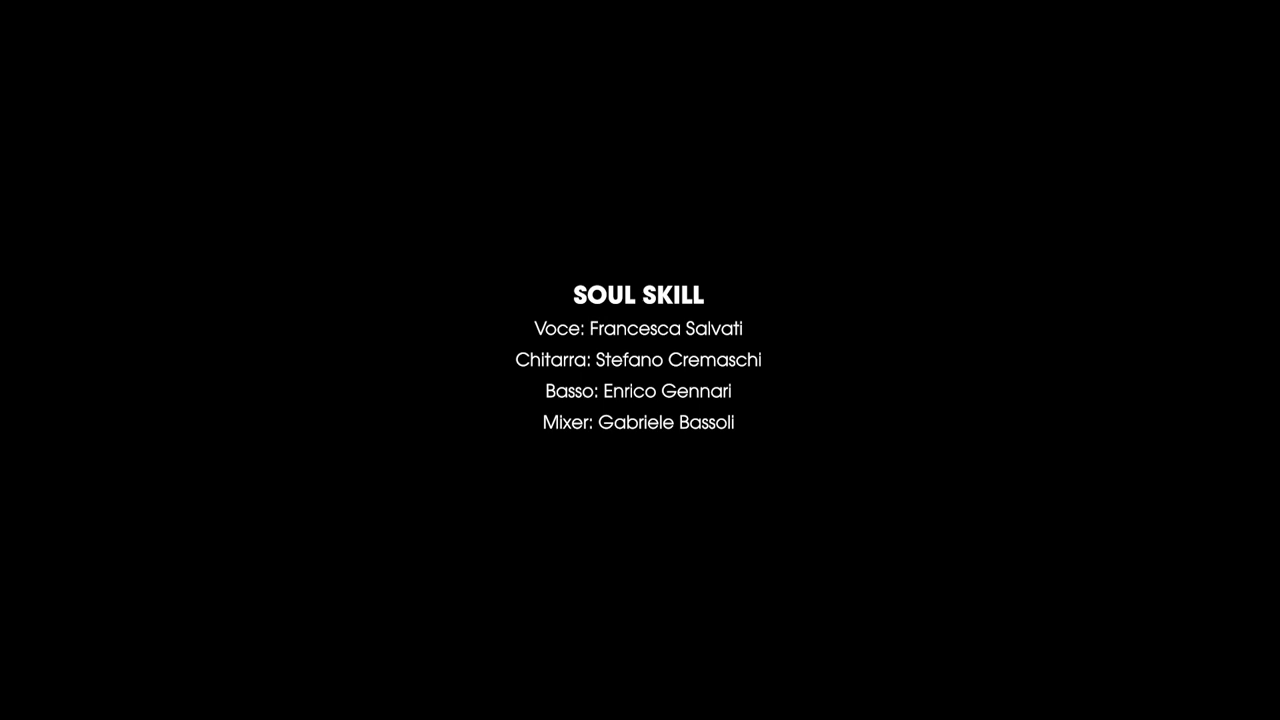 SOUL SKILL
Voce: Francesca Salvati
Chitarra: Stefano Cremaschi
Basso: Enrico Gennari
Mixer: Gabriele Bassoli